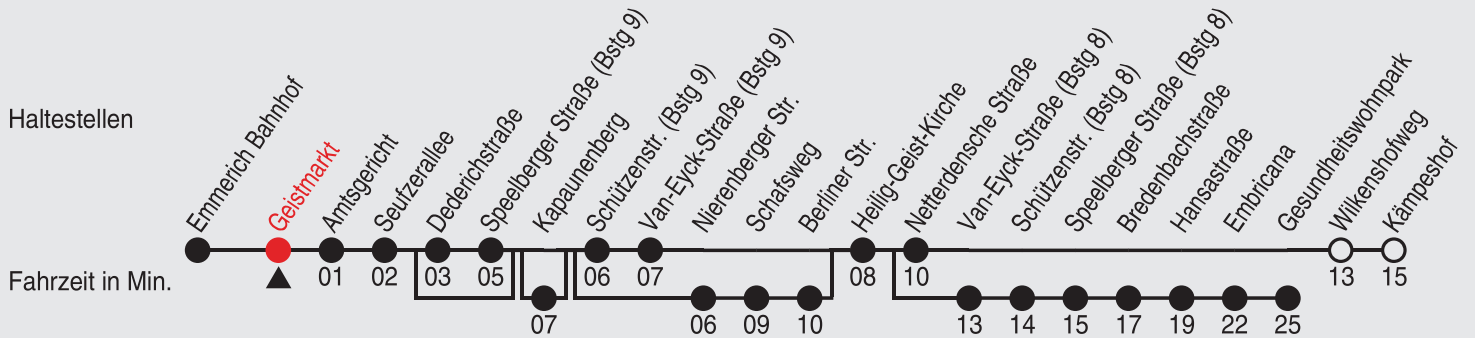 Haltestellen
Emmerich Bahnhof
Geistmarkt
Amtsgericht
Seufzerallee
Dederichstraße
Speelberger Straße (Bstg 9)
Kapaunenberg
Schützenstr. (Bstg 9)
Van-Eyck-Straße (Bstg 9)
Nierenberger Str.
Schafsweg
Berliner Str.
Heilig-Geist-Kirche
Netterdensche Straße
Van-Eyck-Straße (Bstg 8)
Schützenstr. (Bstg 8)
Speelberger Straße (Bstg 8)
Bredenbachstraße
Hansastraße
Embricana
Gesundheitswohnpark
Wilkenshofweg
Kämpeshof
Fahrzeit in Min.
01 02 03 05 06 07 08 10 13 15
07 06 09 10 13 14 15 17 19 22 25